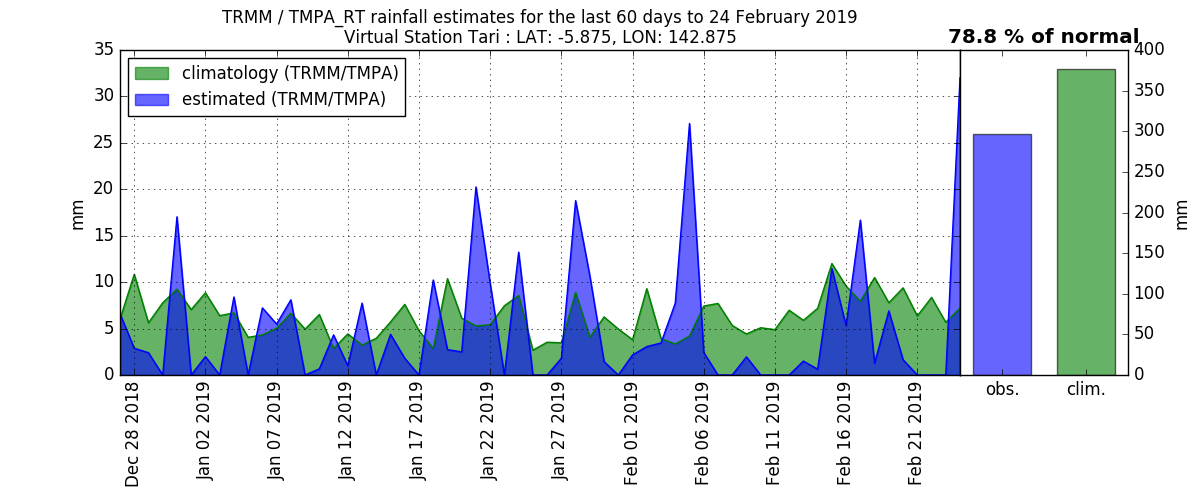 TRMM / TMPA_RT rainfall estimates for the last 60 days to 24 February 2019
Virtual Station Tari : LAT: -5.875, LON: 142.875
78.8 % of normal
climatology (TRMM/TMPA)
estimated (TRMM/TMPA)
mm
35
30
25
20
15
10
5
0
Dec 28 2018
Jan 02 2019
Jan 07 2019
Jan 12 2019
Jan 17 2019
Jan 22 2019
Jan 27 2019
Feb 01 2019
Feb 06 2019
Feb 11 2019
Feb 16 2019
Feb 21 2019
obs.
clim.
400
350
300
250
200
150
100
50
0
mm